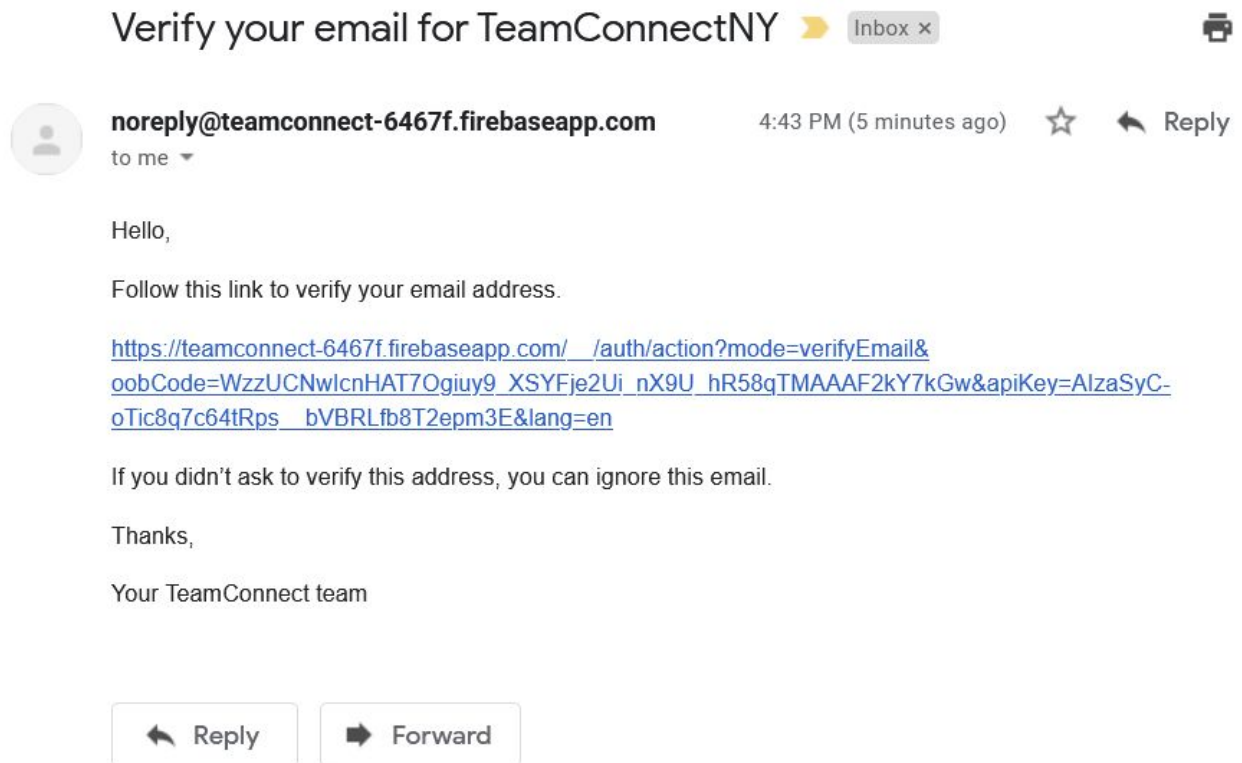 Verify your email for TeamConnectNY Inbox ×
noreply@teamconnect-6467f.firebaseapp.com 4:43 PM (5 minutes ago) Reply
to me
Hello,
Follow this link to verify your email address.
https://teamconnect-6467f.firebaseapp.com/__/auth/action?mode=verifyEmail&
oobCode=WzzUCNwIcnHAT7Ogiuy9_XSYFje2Ui_nX9U_hR58qTMAAAF2kY7kGw&apiKey=AIzaSyC-
oTic8q7c64tRps__bVBRLfb8T2epm3E&lang=en
If you didn’t ask to verify this address, you can ignore this email.
Thanks,
Your TeamConnect team
Reply Forward